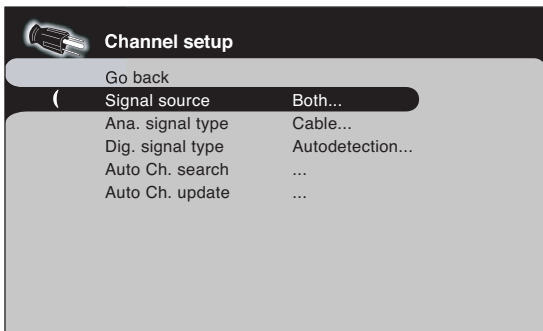 Channel setup
Go back
Signal source Both...
Ana. signal type Cable...
Dig. signal type Autodetection...
Auto Ch. search ...
Auto Ch. update ...